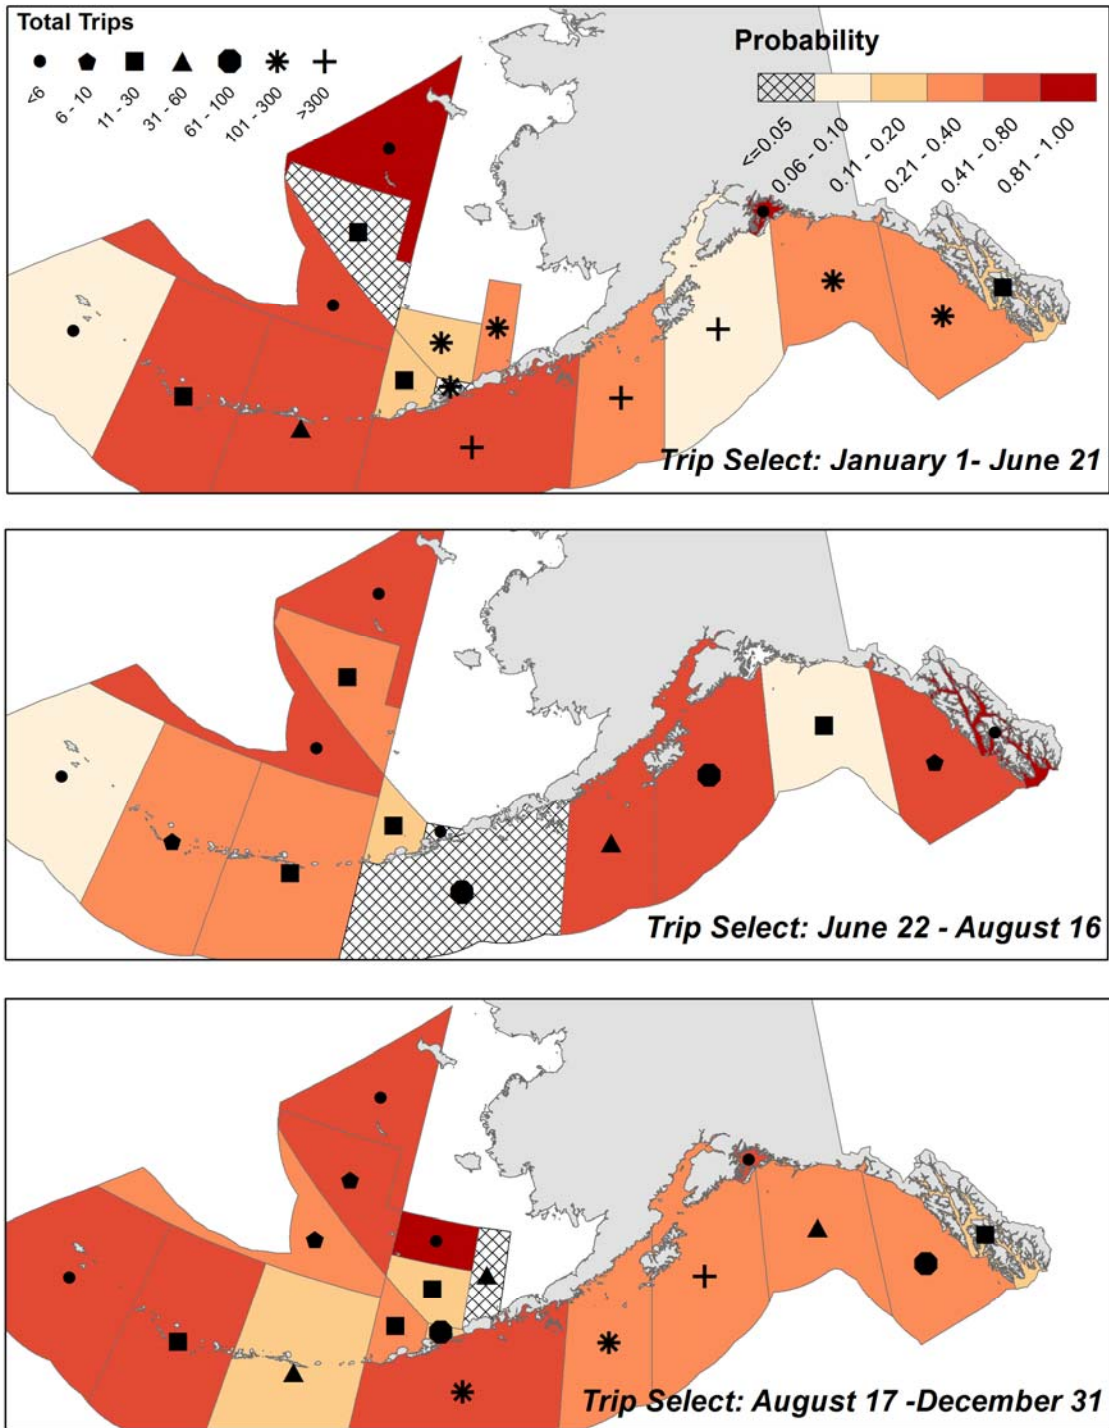 Total Trips
<6
6 - 10
11 - 30
31 - 60
61 - 100
101 - 300
>300
Probability
<=0.05
0.06 - 0.10
0.11 - 0.20
0.21 - 0.40
0.41 - 0.80
0.81 - 1.00
Trip Select: January 1- June 21
Trip Select: June 22 - August 16
Trip Select: August 17 -December 31